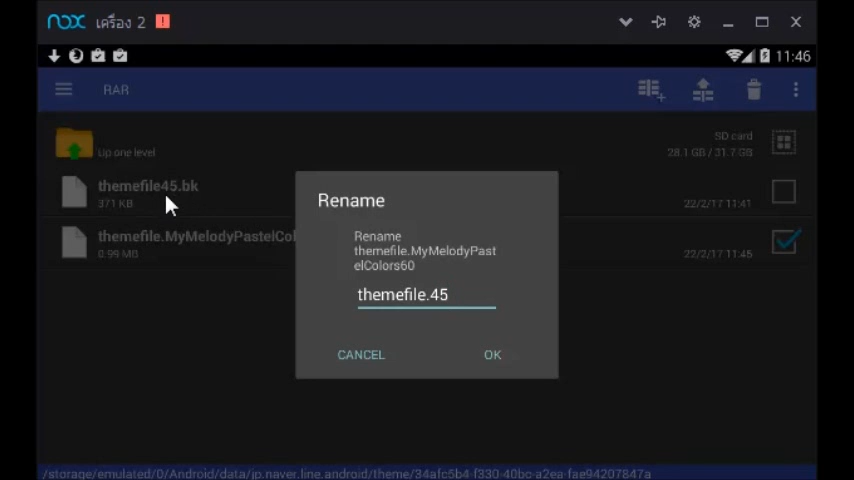 nox เครื่อง 2 !
11:46
RAR
Up one level
SD card
28.1 GB / 31.7 GB
themefile45.bk
371 KB
22/2/17 11:41
themefile.MyMelodyPastelCol
0.99 MB
22/2/17 11:45
Rename
Rename
themefile.MyMelodyPast
elColors60
themefile.45
CANCEL
OK
/storage/emulated/0/Android/data/jp.naver.line.android/theme/34afc5b4-f330-40bc-a2ea-fae94207847a